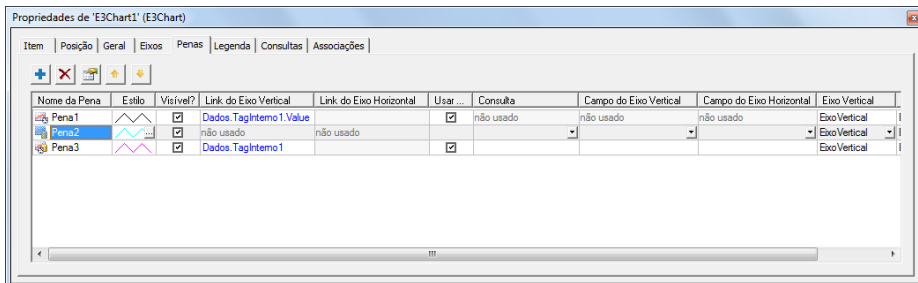 Propriedades de 'E3Chart1' (E3Chart)
Item Posição Geral Eixos Penas Legenda Consultas Associações
Nome da Pena Estilo Visível? Link do Eixo Vertical Link do Eixo Horizontal Usar ... Consulta Campo do Eixo Vertical Campo do Eixo Horizontal Eixo Vertical
Pena1 Dados.TagInterno1.Value não usado não usado não usado EixoVertical
Pena2 ... não usado não usado EixoVertical
Pena3 Dados.TagInterno1 EixoVertical